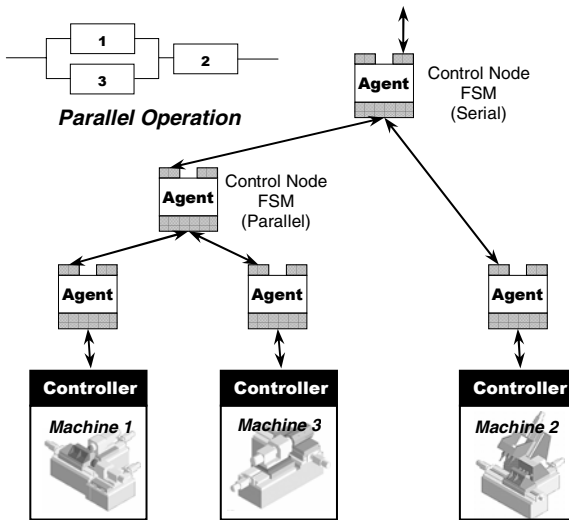 1
3
2
Parallel Operation
Agent
Control Node
FSM
(Serial)
Agent
Control Node
FSM
(Parallel)
Agent
Agent
Agent
Controller
Controller
Controller
Machine 1
Machine 3
Machine 2